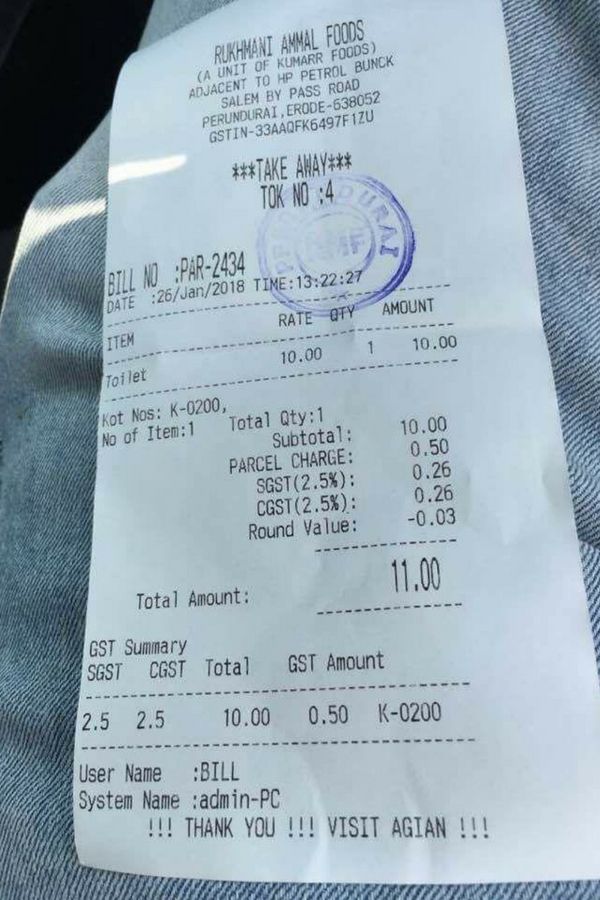 RUKHMANI AMMAL FOODS
(A UNIT OF KUMARR FOODS)
ADJACENT TO HP PETROL BUNCK
SALEM BY PASS ROAD
PERUNDURAI,ERODE-638052
GSTIN-33AAQFK6497F1ZU
***TAKE AWAY***
TOK NO :4
BILL NO :PAR-2434
DATE :26/Jan/2018 TIME:13:22:27
ITEM RATE QTY AMOUNT
Toilet 10.00 1 10.00
Kot Nos: K-0200,
No of Item:1 Total Qty:1
Subtotal: 10.00
PARCEL CHARGE: 0.50
SGST(2.5%): 0.26
CGST(2.5%): 0.26
Round Value: -0.03
Total Amount: 11.00
GST Summary
SGST CGST Total GST Amount
2.5 2.5 10.00 0.50 K-0200
User Name :BILL
System Name :admin-PC
!!! THANK YOU !!! VISIT AGIAN !!!